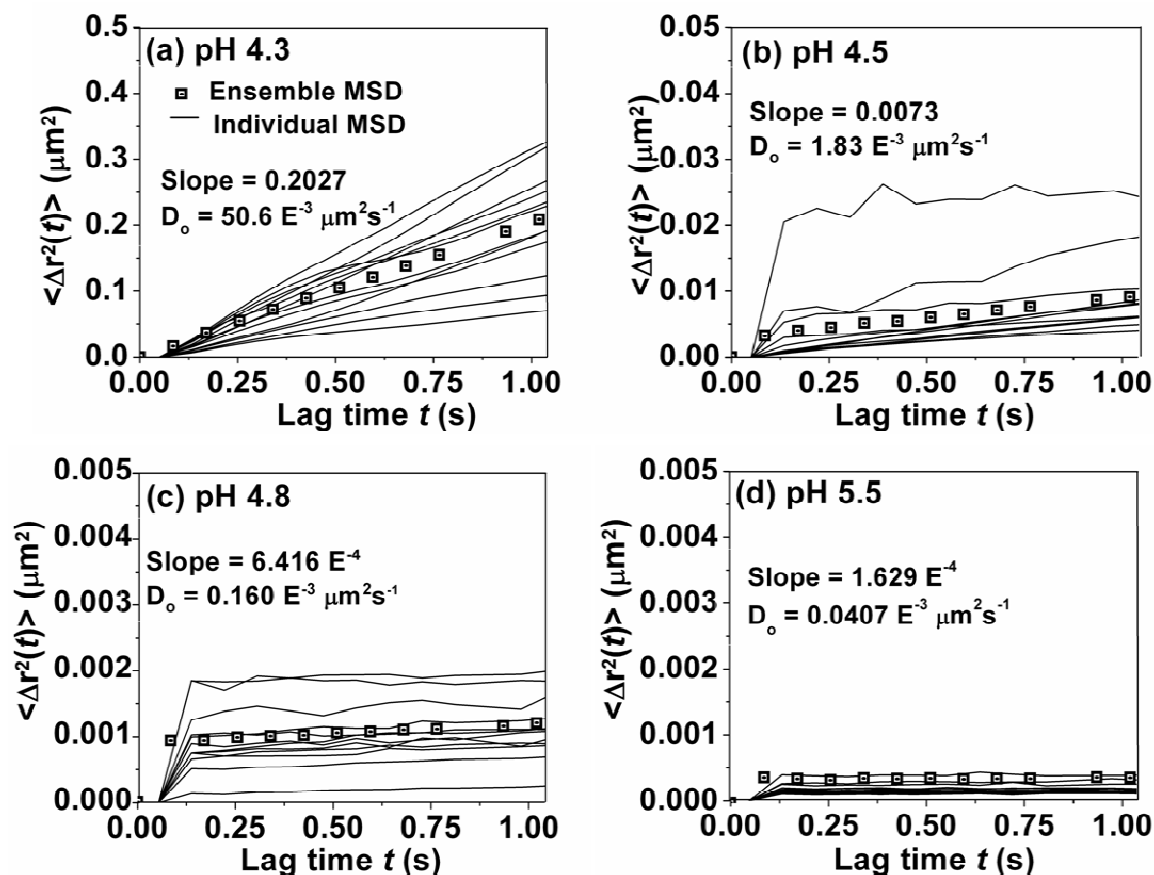 (a) pH 4.3
Ensemble MSD
Individual MSD
Slope = 0.2027
Dₒ = 50.6 E⁻³ μm²s⁻¹
<Δr²(t)> (μm²)
0.5
0.4
0.3
0.2
0.1
0.0
0.00 0.25 0.50 0.75 1.00
Lag time t (s)
(b) pH 4.5
Slope = 0.0073
Dₒ = 1.83 E⁻³ μm²s⁻¹
<Δr²(t)> (μm²)
0.05
0.04
0.03
0.02
0.01
0.00
0.00 0.25 0.50 0.75 1.00
Lag time t (s)
(c) pH 4.8
Slope = 6.416 E⁻⁴
Dₒ = 0.160 E⁻³ μm²s⁻¹
<Δr²(t)> (μm²)
0.005
0.004
0.003
0.002
0.001
0.000
0.00 0.25 0.50 0.75 1.00
Lag time t (s)
(d) pH 5.5
Slope = 1.629 E⁻⁴
Dₒ = 0.0407 E⁻³ μm²s⁻¹
<Δr²(t)> (μm²)
0.005
0.004
0.003
0.002
0.001
0.000
0.00 0.25 0.50 0.75 1.00
Lag time t (s)